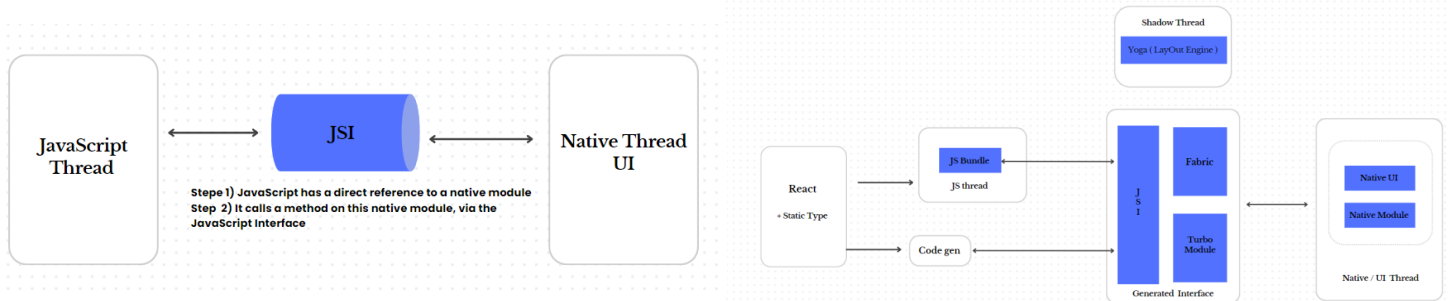 JavaScript
Thread
JSI
Native Thread
UI
Stepe 1) JavaScript has a direct reference to a native module
Step 2) It calls a method on this native module, via the
JavaScript Interface
Shadow Thread
Yoga ( LayOut Engine )
React
+ Static Type
JS Bundle
JS thread
Code gen
J
S
I
Fabric
Turbo
Module
Generated Interface
Native UI
Native Module
Native / UI Thread